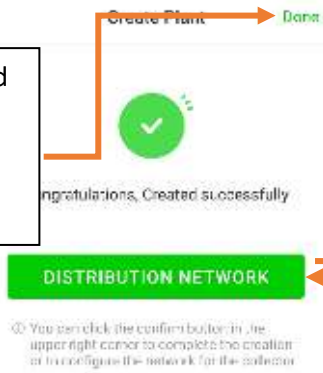 Create Plant Done
d
ngratulations, Created successfully
DISTRIBUTION NETWORK
① You can click the confirm button in the
upper right corner to complete the creation
or to configure the network for the collector